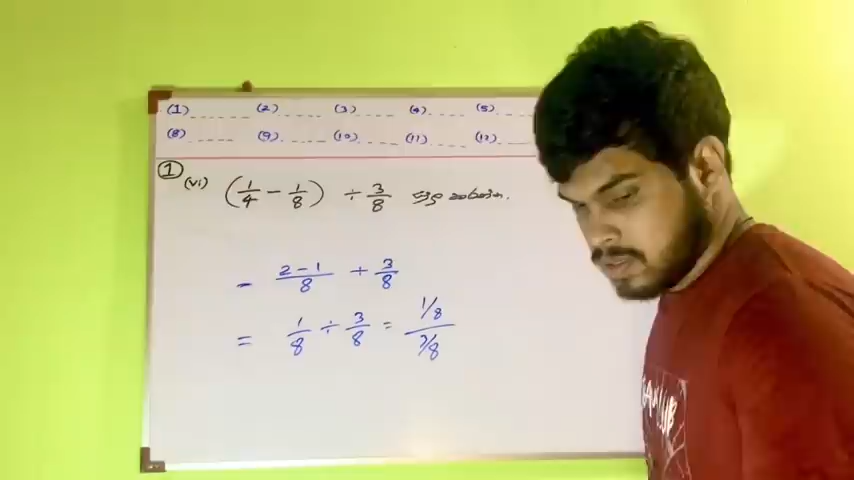 (1)...... (2)...... (3)...... (4)...... (5)......
(8)...... (9)...... (10)...... (11)...... (12)......
1
(vi) (1/4 - 1/8) ÷ 3/8 සුළු කරන්න.
= 2-1/8 ÷ 3/8
= 1/8 ÷ 3/8 = 1/8 / 3/8